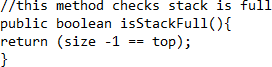 //this method checks stack is full
public boolean isStackFull(){
return (size -1 == top);
}